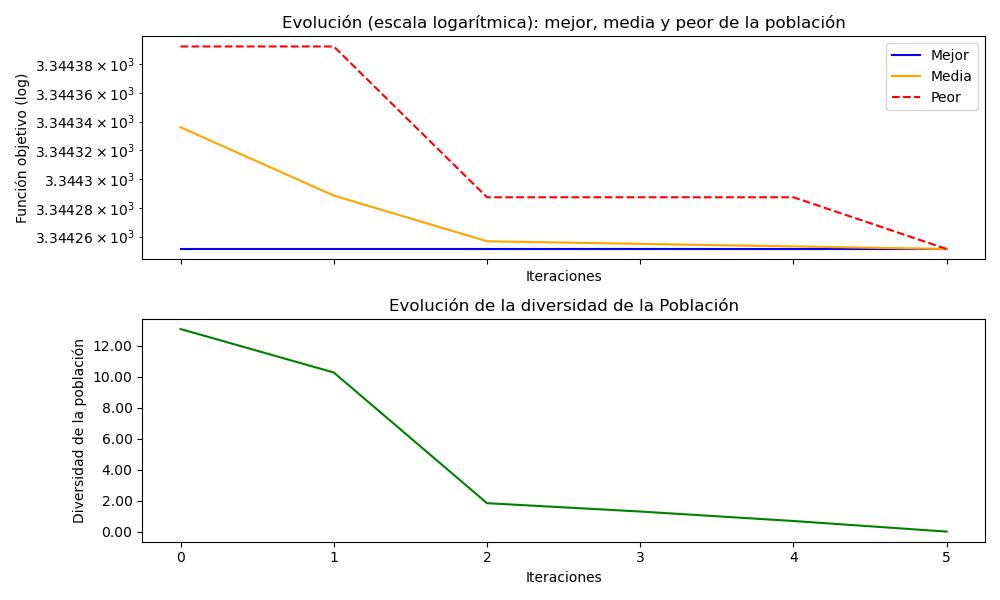 Evolución (escala logarítmica): mejor, media y peor de la población
Función objetivo (log)
3.34438 × 10³
3.34436 × 10³
3.34434 × 10³
3.34432 × 10³
3.3443 × 10³
3.34428 × 10³
3.34426 × 10³
Mejor
Media
Peor
Iteraciones
Evolución de la diversidad de la Población
Diversidad de la población
12.00
10.00
8.00
6.00
4.00
2.00
0.00
0 1 2 3 4 5
Iteraciones